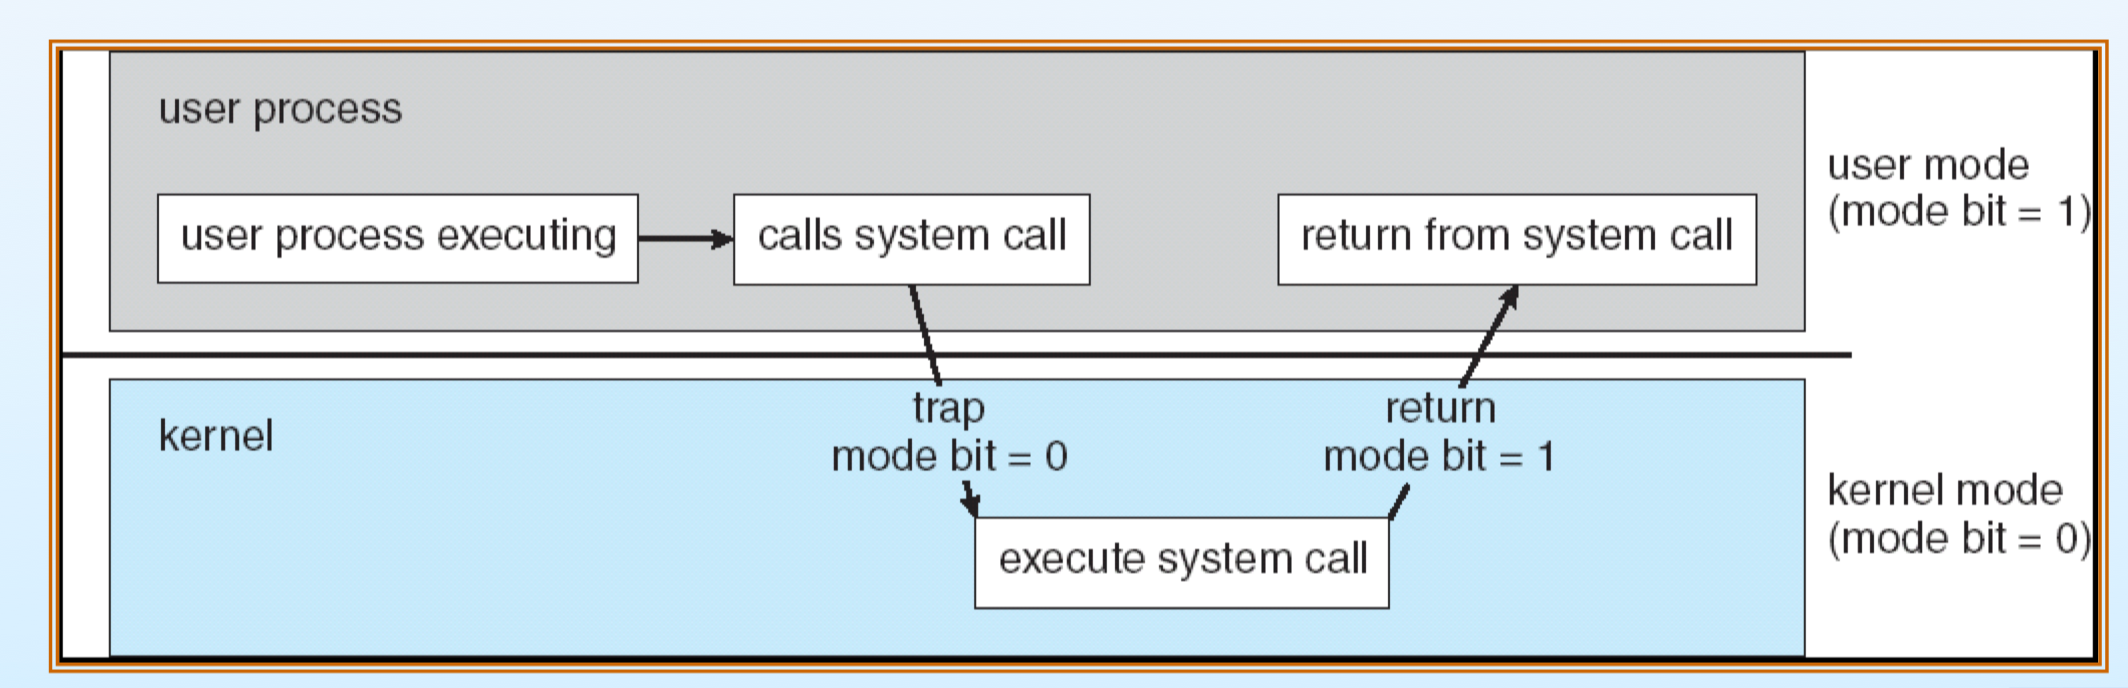 user process
user process executing
calls system call
return from system call
user mode
(mode bit = 1)
kernel
trap
mode bit = 0
return
mode bit = 1
execute system call
kernel mode
(mode bit = 0)